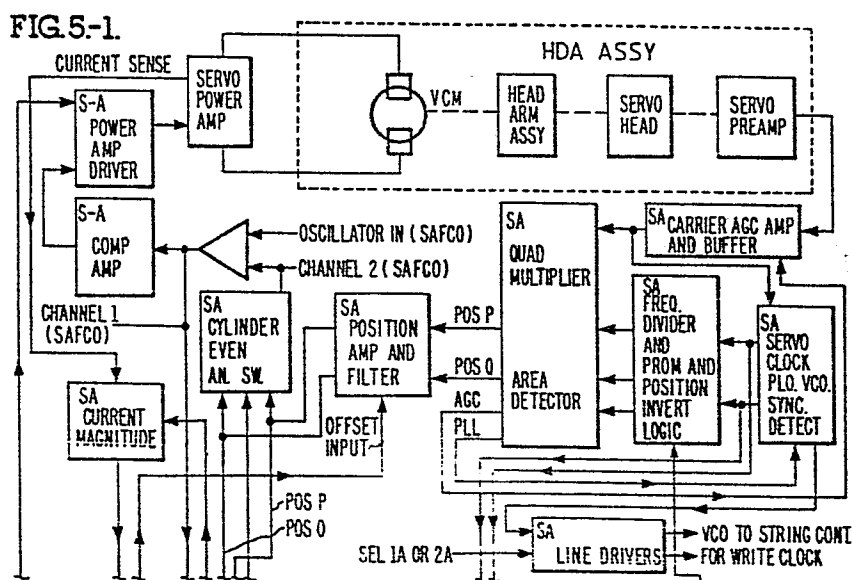 FIG. 5-1.
HDA ASSY
CURRENT SENSE
SERVO
POWER
AMP
VCM
HEAD
ARM
ASSY
SERVO
HEAD
SERVO
PREAMP
S-A
POWER
AMP
DRIVER
S-A
COMP
AMP
OSCILLATOR IN (SAFCO)
CHANNEL 2 (SAFCO)
SA
QUAD
MULTIPLIER
AREA
DETECTOR
SA
CARRIER AGC AMP
AND BUFFER
CHANNEL 1
(SAFCO)
SA
CYLINDER
EVEN
AN. SW.
SA
POSITION
AMP AND
FILTER
POS P
POS Q
AGC
PLL
SA
FREQ.
DIVIDER
AND
PROM AND
POSITION
INVERT
LOGIC
SA
SERVO
CLOCK
PLO. VCO.
SYNC.
DETECT
SA
CURRENT
MAGNITUDE
OFFSET
INPUT
POS P
POS Q
SEL 1A OR 2A
SA
LINE DRIVERS
VCO TO STRING CONT.
FOR WRITE CLOCK